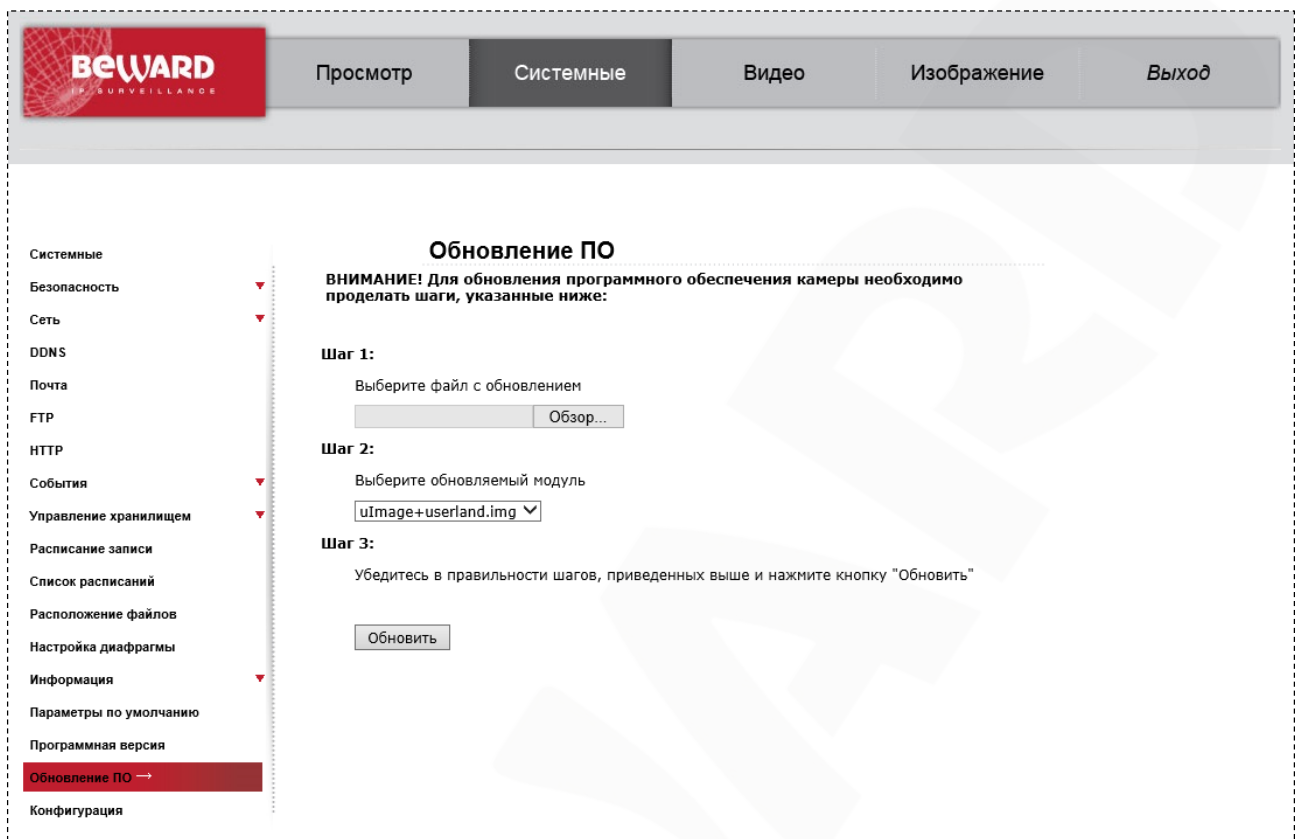 BEWARD
IP SURVEILLANCE
Просмотр
Системные
Видео
Изображение
Выход
Системные
Безопасность
Сеть
DDNS
Почта
FTP
HTTP
События
Управление хранилищем
Расписание записи
Список расписаний
Расположение файлов
Настройка диафрагмы
Информация
Параметры по умолчанию
Программная версия
Обновление ПО →
Конфигурация
Обновление ПО
ВНИМАНИЕ! Для обновления программного обеспечения камеры необходимо
проделать шаги, указанные ниже:
Шаг 1:
Выберите файл с обновлением
Обзор...
Шаг 2:
Выберите обновляемый модуль
uImage+userland.img
Шаг 3:
Убедитесь в правильности шагов, приведенных выше и нажмите кнопку "Обновить"
Обновить